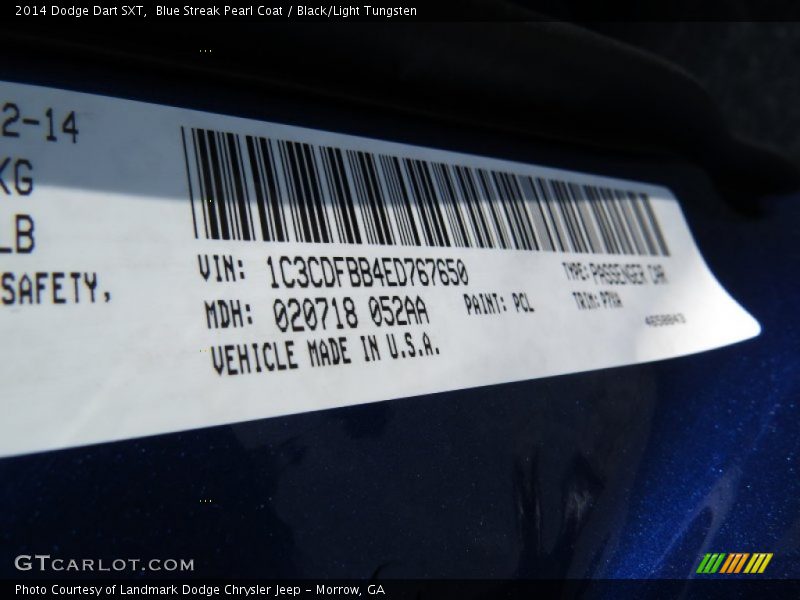 2014 Dodge Dart SXT,  Blue Streak Pearl Coat / Black/Light Tungsten
2-14
KG
LB
SAFETY,
VIN: 1C3CDFBB4ED767650
TYPE: PASSENGER CAR
MDH: 020718 052AA
PAINT: PCL
TRIM: PTX9
VEHICLE MADE IN U.S.A.
GTCARLOT.COM
Photo Courtesy of Landmark Dodge Chrysler Jeep - Morrow, GA